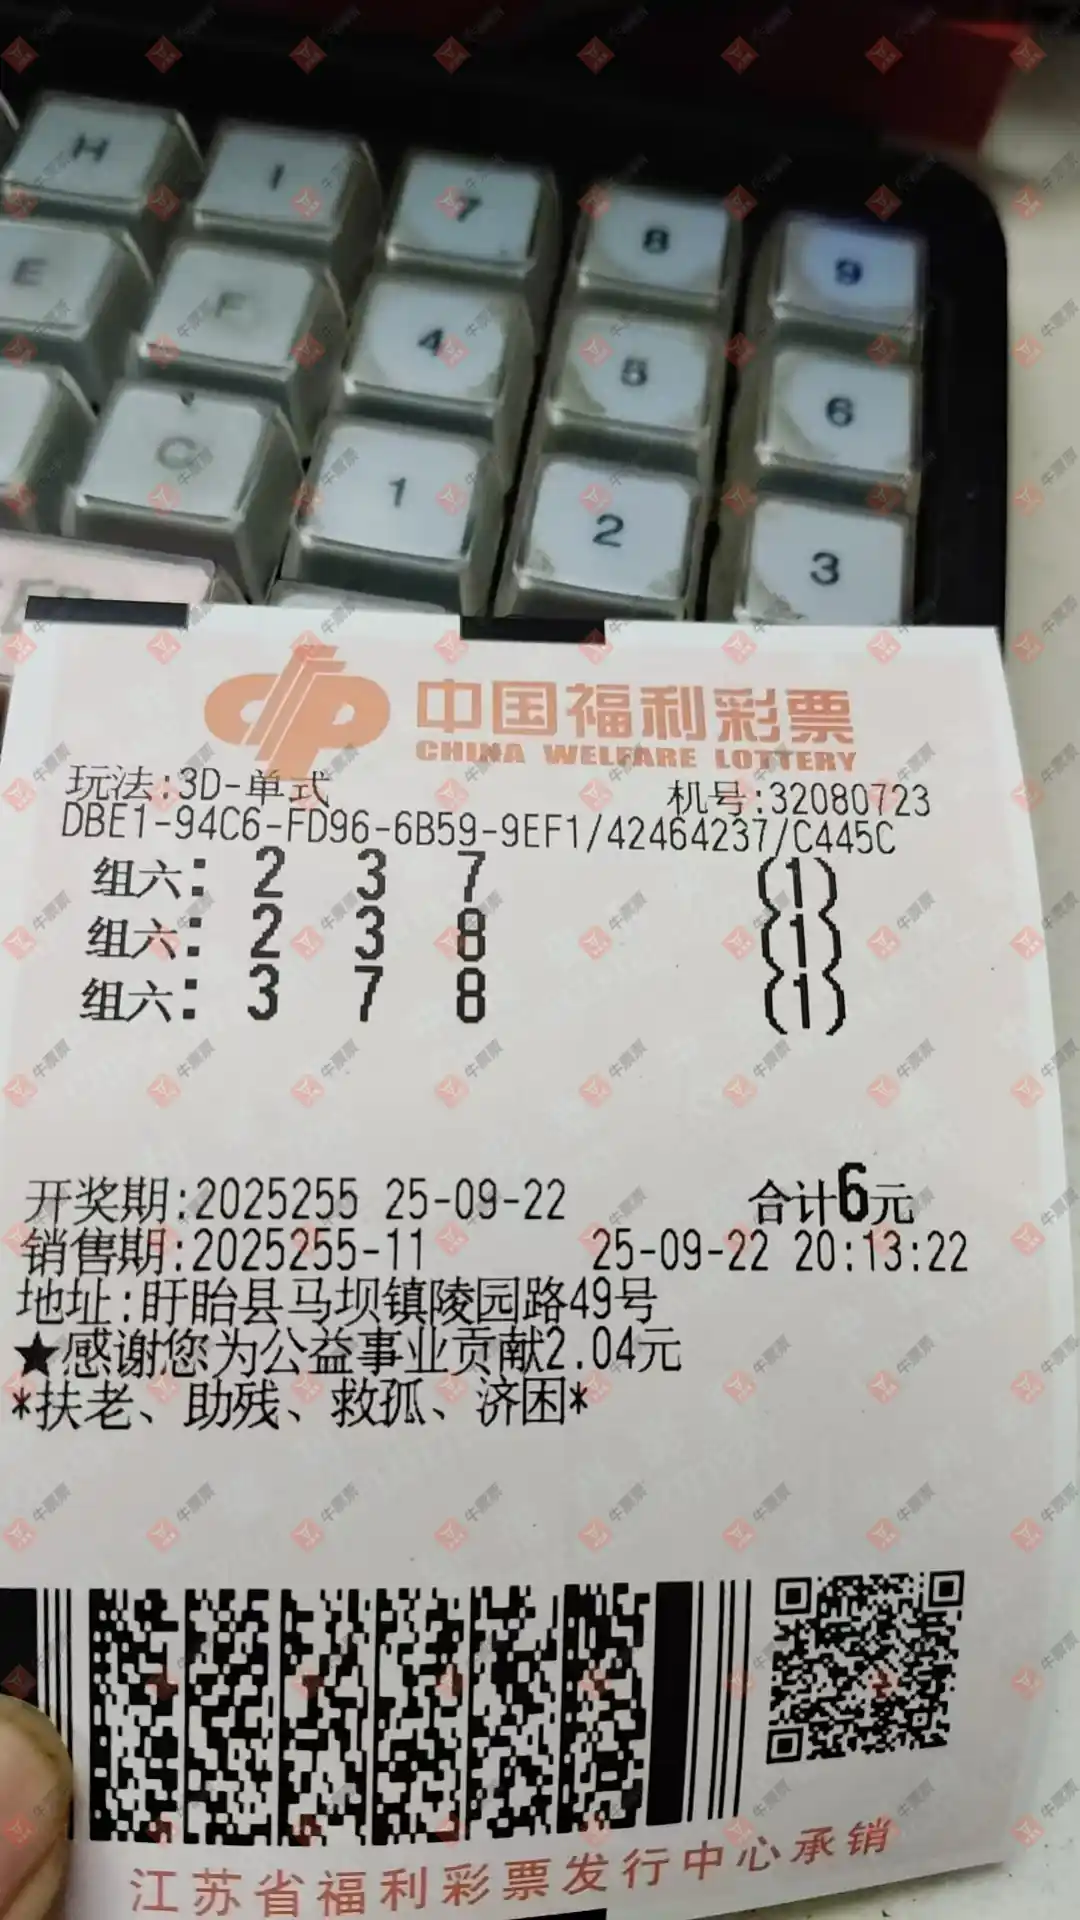 H I 7 8 9
E F 4 5 6
C 1 2 3
中国福利彩票
CHINA WELFARE LOTTERY
玩法:3D-单式 机号:32080723
DBE1-94C6-FD96-6B59-9EF1/42464237/C445C
组六: 2 3 7 (1)
组六: 2 3 8 (1)
组六: 3 7 8 (1)
开奖期:2025255 25-09-22 合计6元
销售期:2025255-11 25-09-22 20:13:22
地址:盱眙县马坝镇陵园路49号
★感谢您为公益事业贡献2.04元
*扶老、助残、救孤、济困*
江苏省福利彩票发行中心承销
牛票票